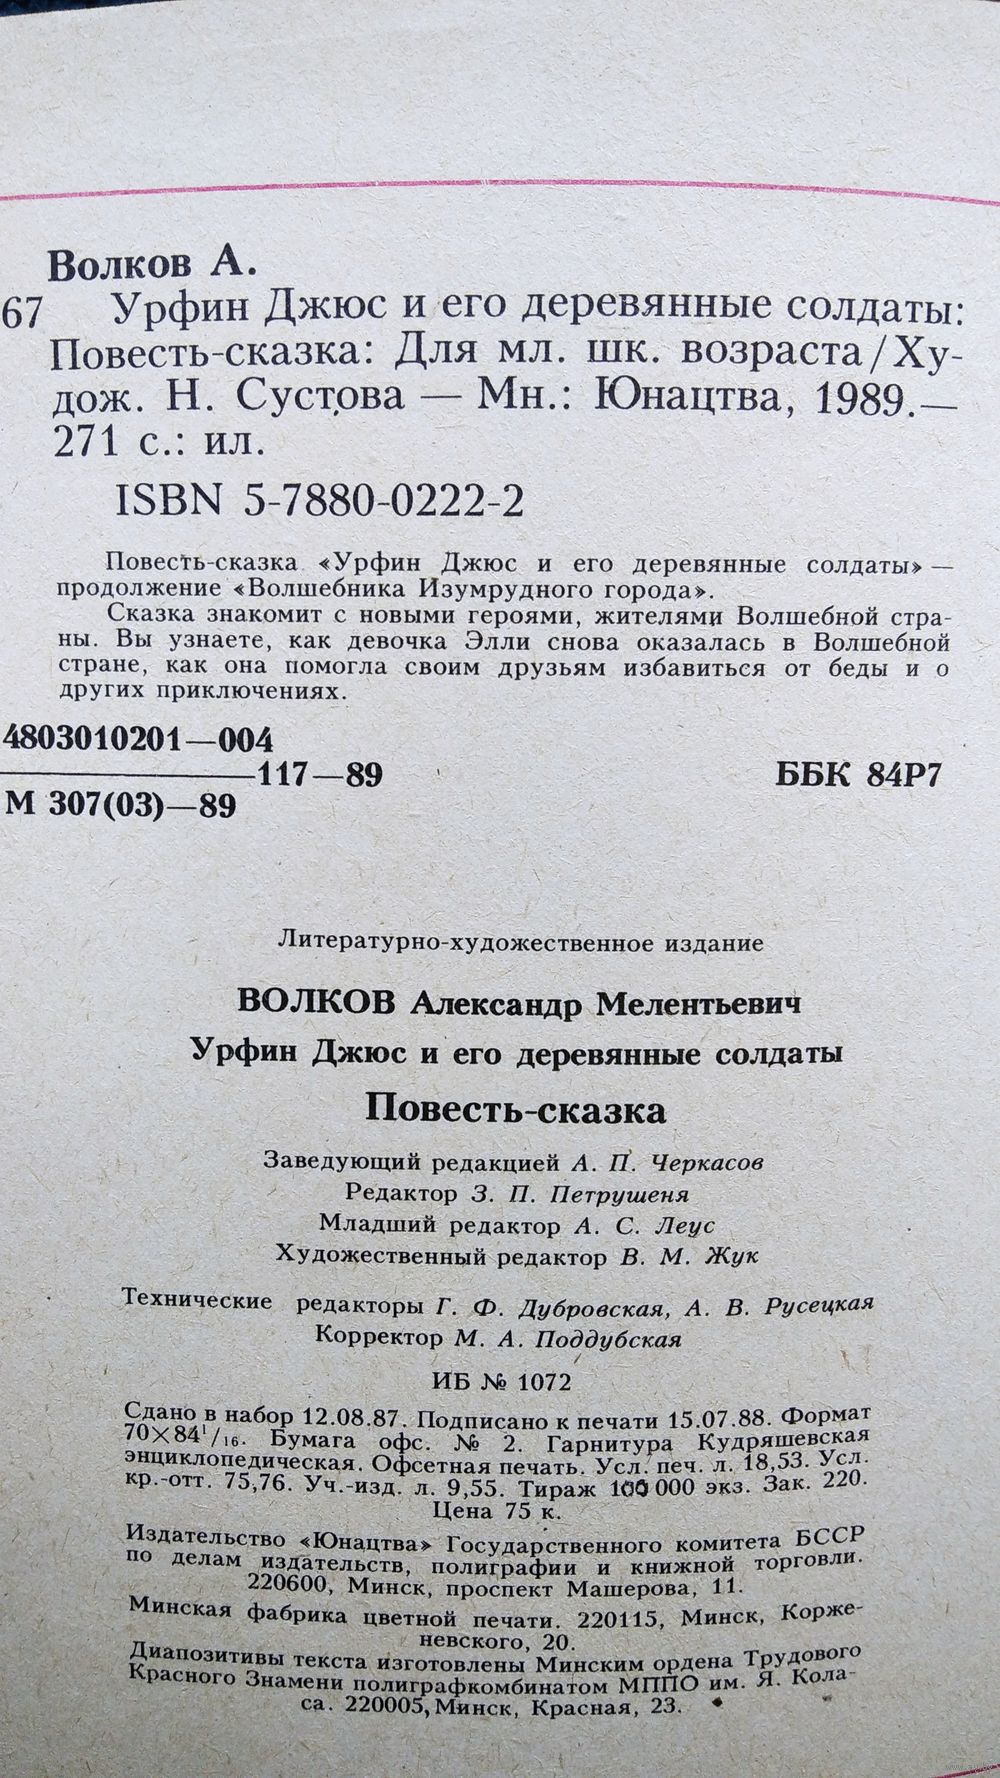 Волков А.
67 Урфин Джюс и его деревянные солдаты:
Повесть-сказка: Для мл. шк. возраста/Ху-
дож. Н. Сустова — Мн.: Юнацтва, 1989.—
271 с.: ил.
ISBN 5-7880-0222-2
Повесть-сказка «Урфин Джюс и его деревянные солдаты» —
продолжение «Волшебника Изумрудного города».
Сказка знакомит с новыми героями, жителями Волшебной стра-
ны. Вы узнаете, как девочка Элли снова оказалась в Волшебной
стране, как она помогла своим друзьям избавиться от беды и о
других приключениях.
4803010201—004
117—89
М 307(03)—89
ББК 84Р7
Литературно-художественное издание
ВОЛКОВ Александр Мелентьевич
Урфин Джюс и его деревянные солдаты
Повесть-сказка
Заведующий редакцией А. П. Черкасов
Редактор З. П. Петрушеня
Младший редактор А. С. Леус
Художественный редактор В. М. Жук
Технические редакторы Г. Ф. Дубровская, А. В. Русецкая
Корректор М. А. Поддубская
ИБ № 1072
Сдано в набор 12.08.87. Подписано к печати 15.07.88. Формат
70×84¹/₁₆. Бумага офс. № 2. Гарнитура Кудряшевская
энциклопедическая. Офсетная печать. Усл. печ. л. 18,53. Усл.
кр.-отт. 75,76. Уч.-изд. л. 9,55. Тираж 100 000 экз. Зак. 220.
Цена 75 к.
Издательство «Юнацтва» Государственного комитета БССР
по делам издательств, полиграфии и книжной торговли.
220600, Минск, проспект Машерова, 11.
Минская фабрика цветной печати. 220115, Минск, Корже-
невского, 20.
Диапозитивы текста изготовлены Минским ордена Трудового
Красного Знамени полиграфкомбинатом МППО им. Я. Кола-
са. 220005, Минск, Красная, 23.